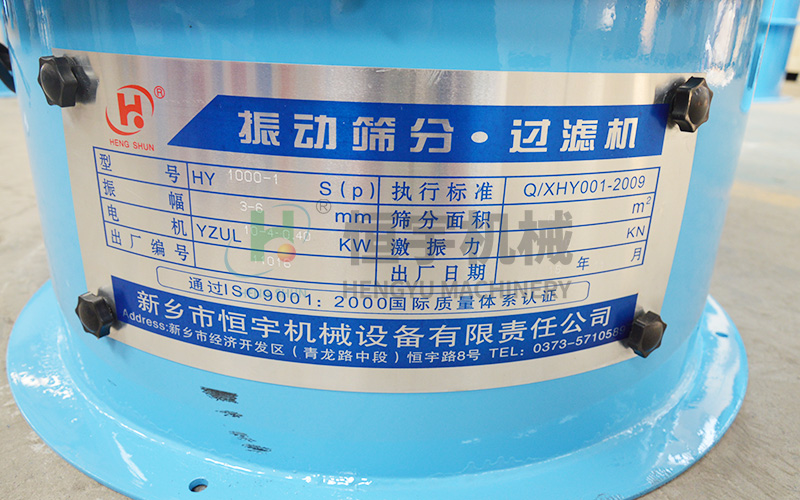 HENG SHUN ®
振动筛分·过滤机
型号 HY 1000-1 S(p) 执行标准 Q/XHY001-2009
振幅 3-6 mm 筛分面积 m²
电机 YZUL 10-4-0.40 KW 激振力 KN
出厂编号 出厂日期 年 月
恒宇机械 ®
HENGYU MACHINERY
通过ISO9001:2000国际质量体系认证
新乡市恒宇机械设备有限责任公司
Address:新乡市经济开发区(青龙路中段)恒宇路8号 TEL: 0373-571058